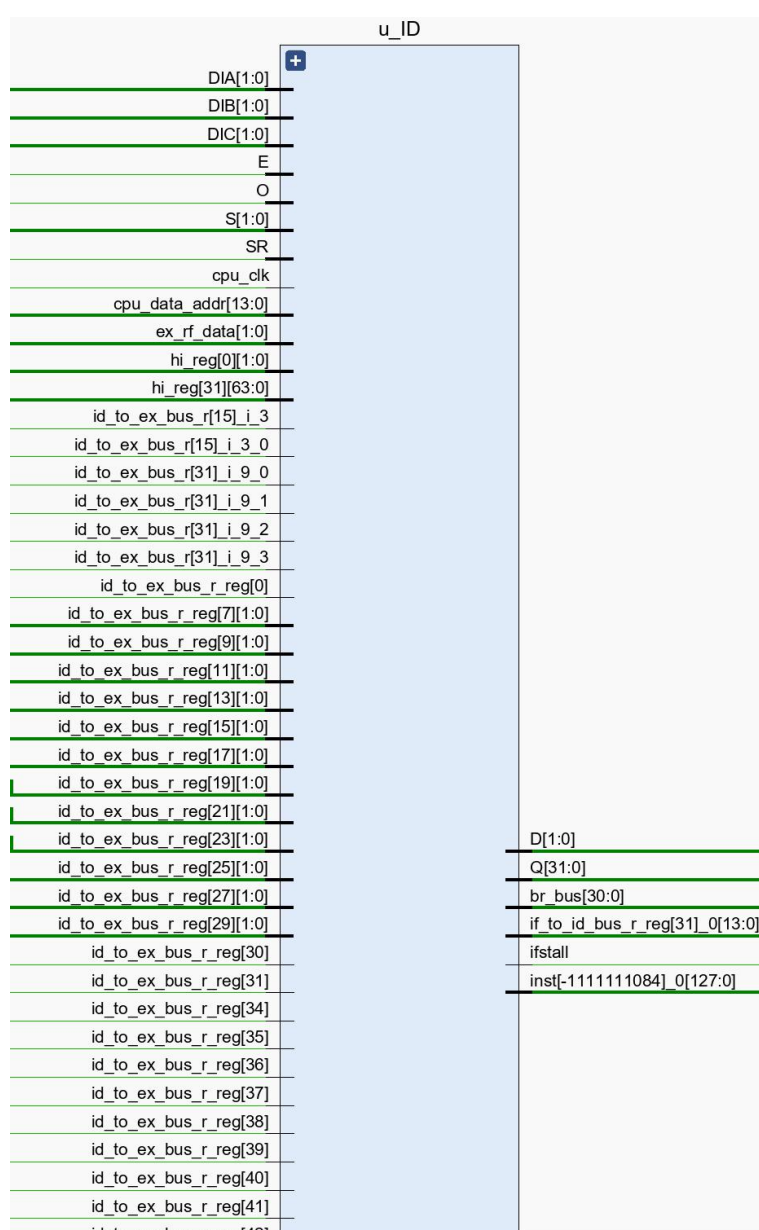 u_ID
DIA[1:0]
DIB[1:0]
DIC[1:0]
E
O
S[1:0]
SR
cpu_clk
cpu_data_addr[13:0]
ex_rf_data[1:0]
hi_reg[0][1:0]
hi_reg[31][63:0]
id_to_ex_bus_r[15]_i_3
id_to_ex_bus_r[15]_i_3_0
id_to_ex_bus_r[31]_i_9_0
id_to_ex_bus_r[31]_i_9_1
id_to_ex_bus_r[31]_i_9_2
id_to_ex_bus_r[31]_i_9_3
id_to_ex_bus_r_reg[0]
id_to_ex_bus_r_reg[7][1:0]
id_to_ex_bus_r_reg[9][1:0]
id_to_ex_bus_r_reg[11][1:0]
id_to_ex_bus_r_reg[13][1:0]
id_to_ex_bus_r_reg[15][1:0]
id_to_ex_bus_r_reg[17][1:0]
id_to_ex_bus_r_reg[19][1:0]
id_to_ex_bus_r_reg[21][1:0]
id_to_ex_bus_r_reg[23][1:0]
id_to_ex_bus_r_reg[25][1:0]
id_to_ex_bus_r_reg[27][1:0]
id_to_ex_bus_r_reg[29][1:0]
id_to_ex_bus_r_reg[30]
id_to_ex_bus_r_reg[31]
id_to_ex_bus_r_reg[34]
id_to_ex_bus_r_reg[35]
id_to_ex_bus_r_reg[36]
id_to_ex_bus_r_reg[37]
id_to_ex_bus_r_reg[38]
id_to_ex_bus_r_reg[39]
id_to_ex_bus_r_reg[40]
id_to_ex_bus_r_reg[41]
D[1:0]
Q[31:0]
br_bus[30:0]
if_to_id_bus_r_reg[31]_0[13:0]
ifstall
inst[-1111111084]_0[127:0]